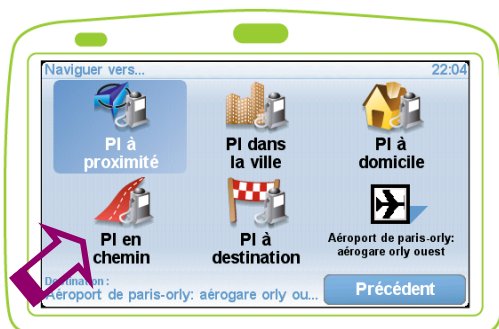 Naviguer vers... 22:04
PI à
proximité
PI dans
la ville
PI à
domicile
PI en
chemin
PI à
destination
Aéroport de paris-orly:
aérogare orly ouest
Destination :
Aéroport de paris-orly: aérogare orly ou...
Précédent